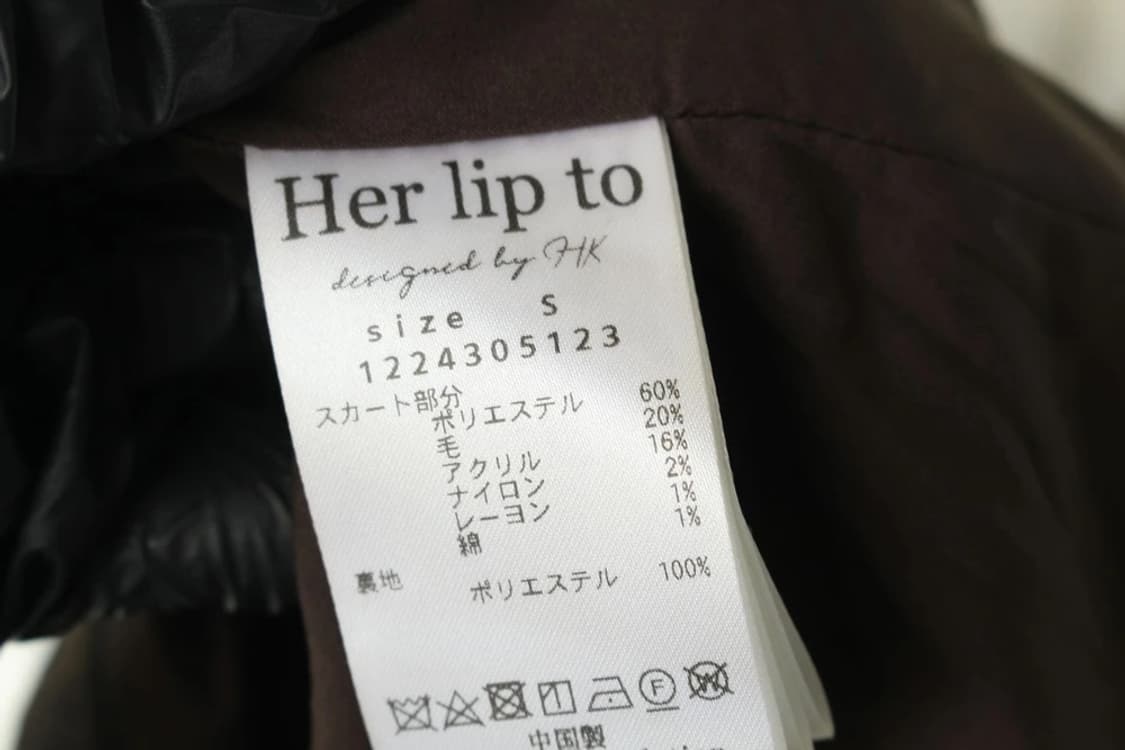 Her lip to
designed by HK
size S
1224305123
スカート部分
ポリエステル 60%
毛 20%
アクリル 16%
ナイロン 2%
レーヨン 1%
綿 1%
裏地 ポリエステル 100%
F W
中国製